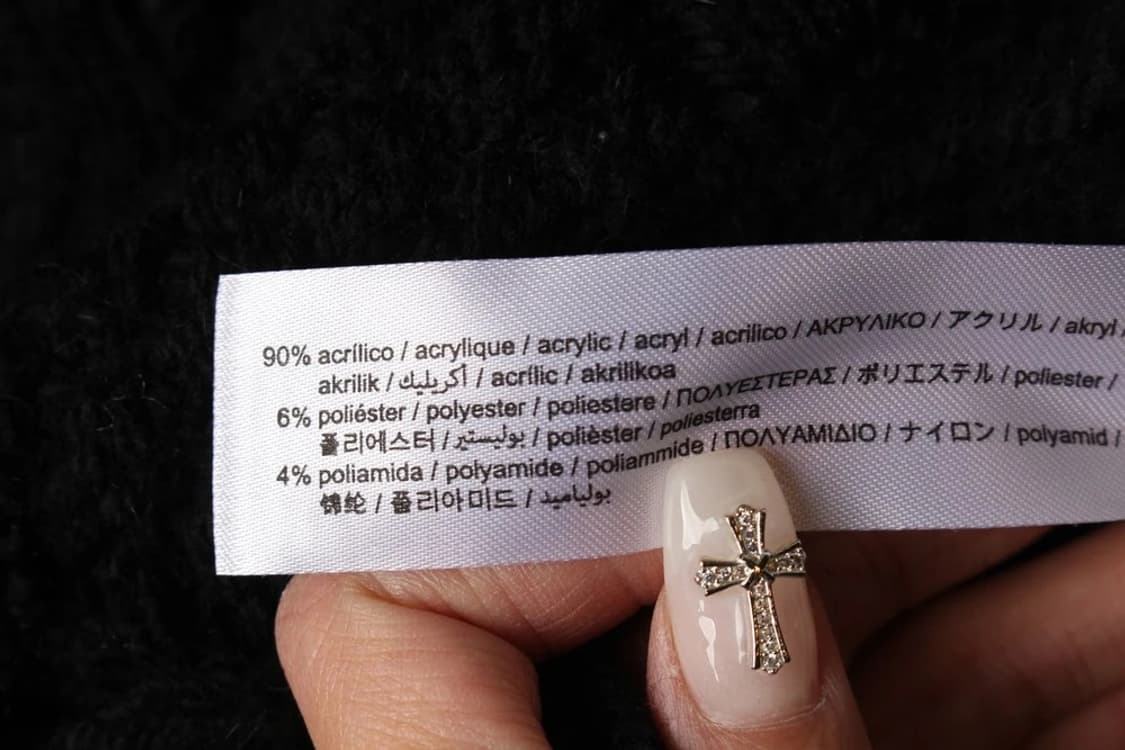 90% acrílico / acrylique / acrylic / acryl / acrilico / ΑΚΡΥΛΙΚΟ / アクリル / akryl /
akrilik / أكريليك / acrílic / akrilikoa
6% poliéster / polyester / poliestere / ΠΟΛΥΕΣΤΕΡΑΣ / ポリエステル / poliester /
폴리에스터 / بوليستير / polièster / poliesterra
4% poliamida / polyamide / poliammide / ΠΟΛΥΑΜΙΔΙΟ / ナイロン / polyamid /
锦纶 / 폴리아미드 / بولياميد